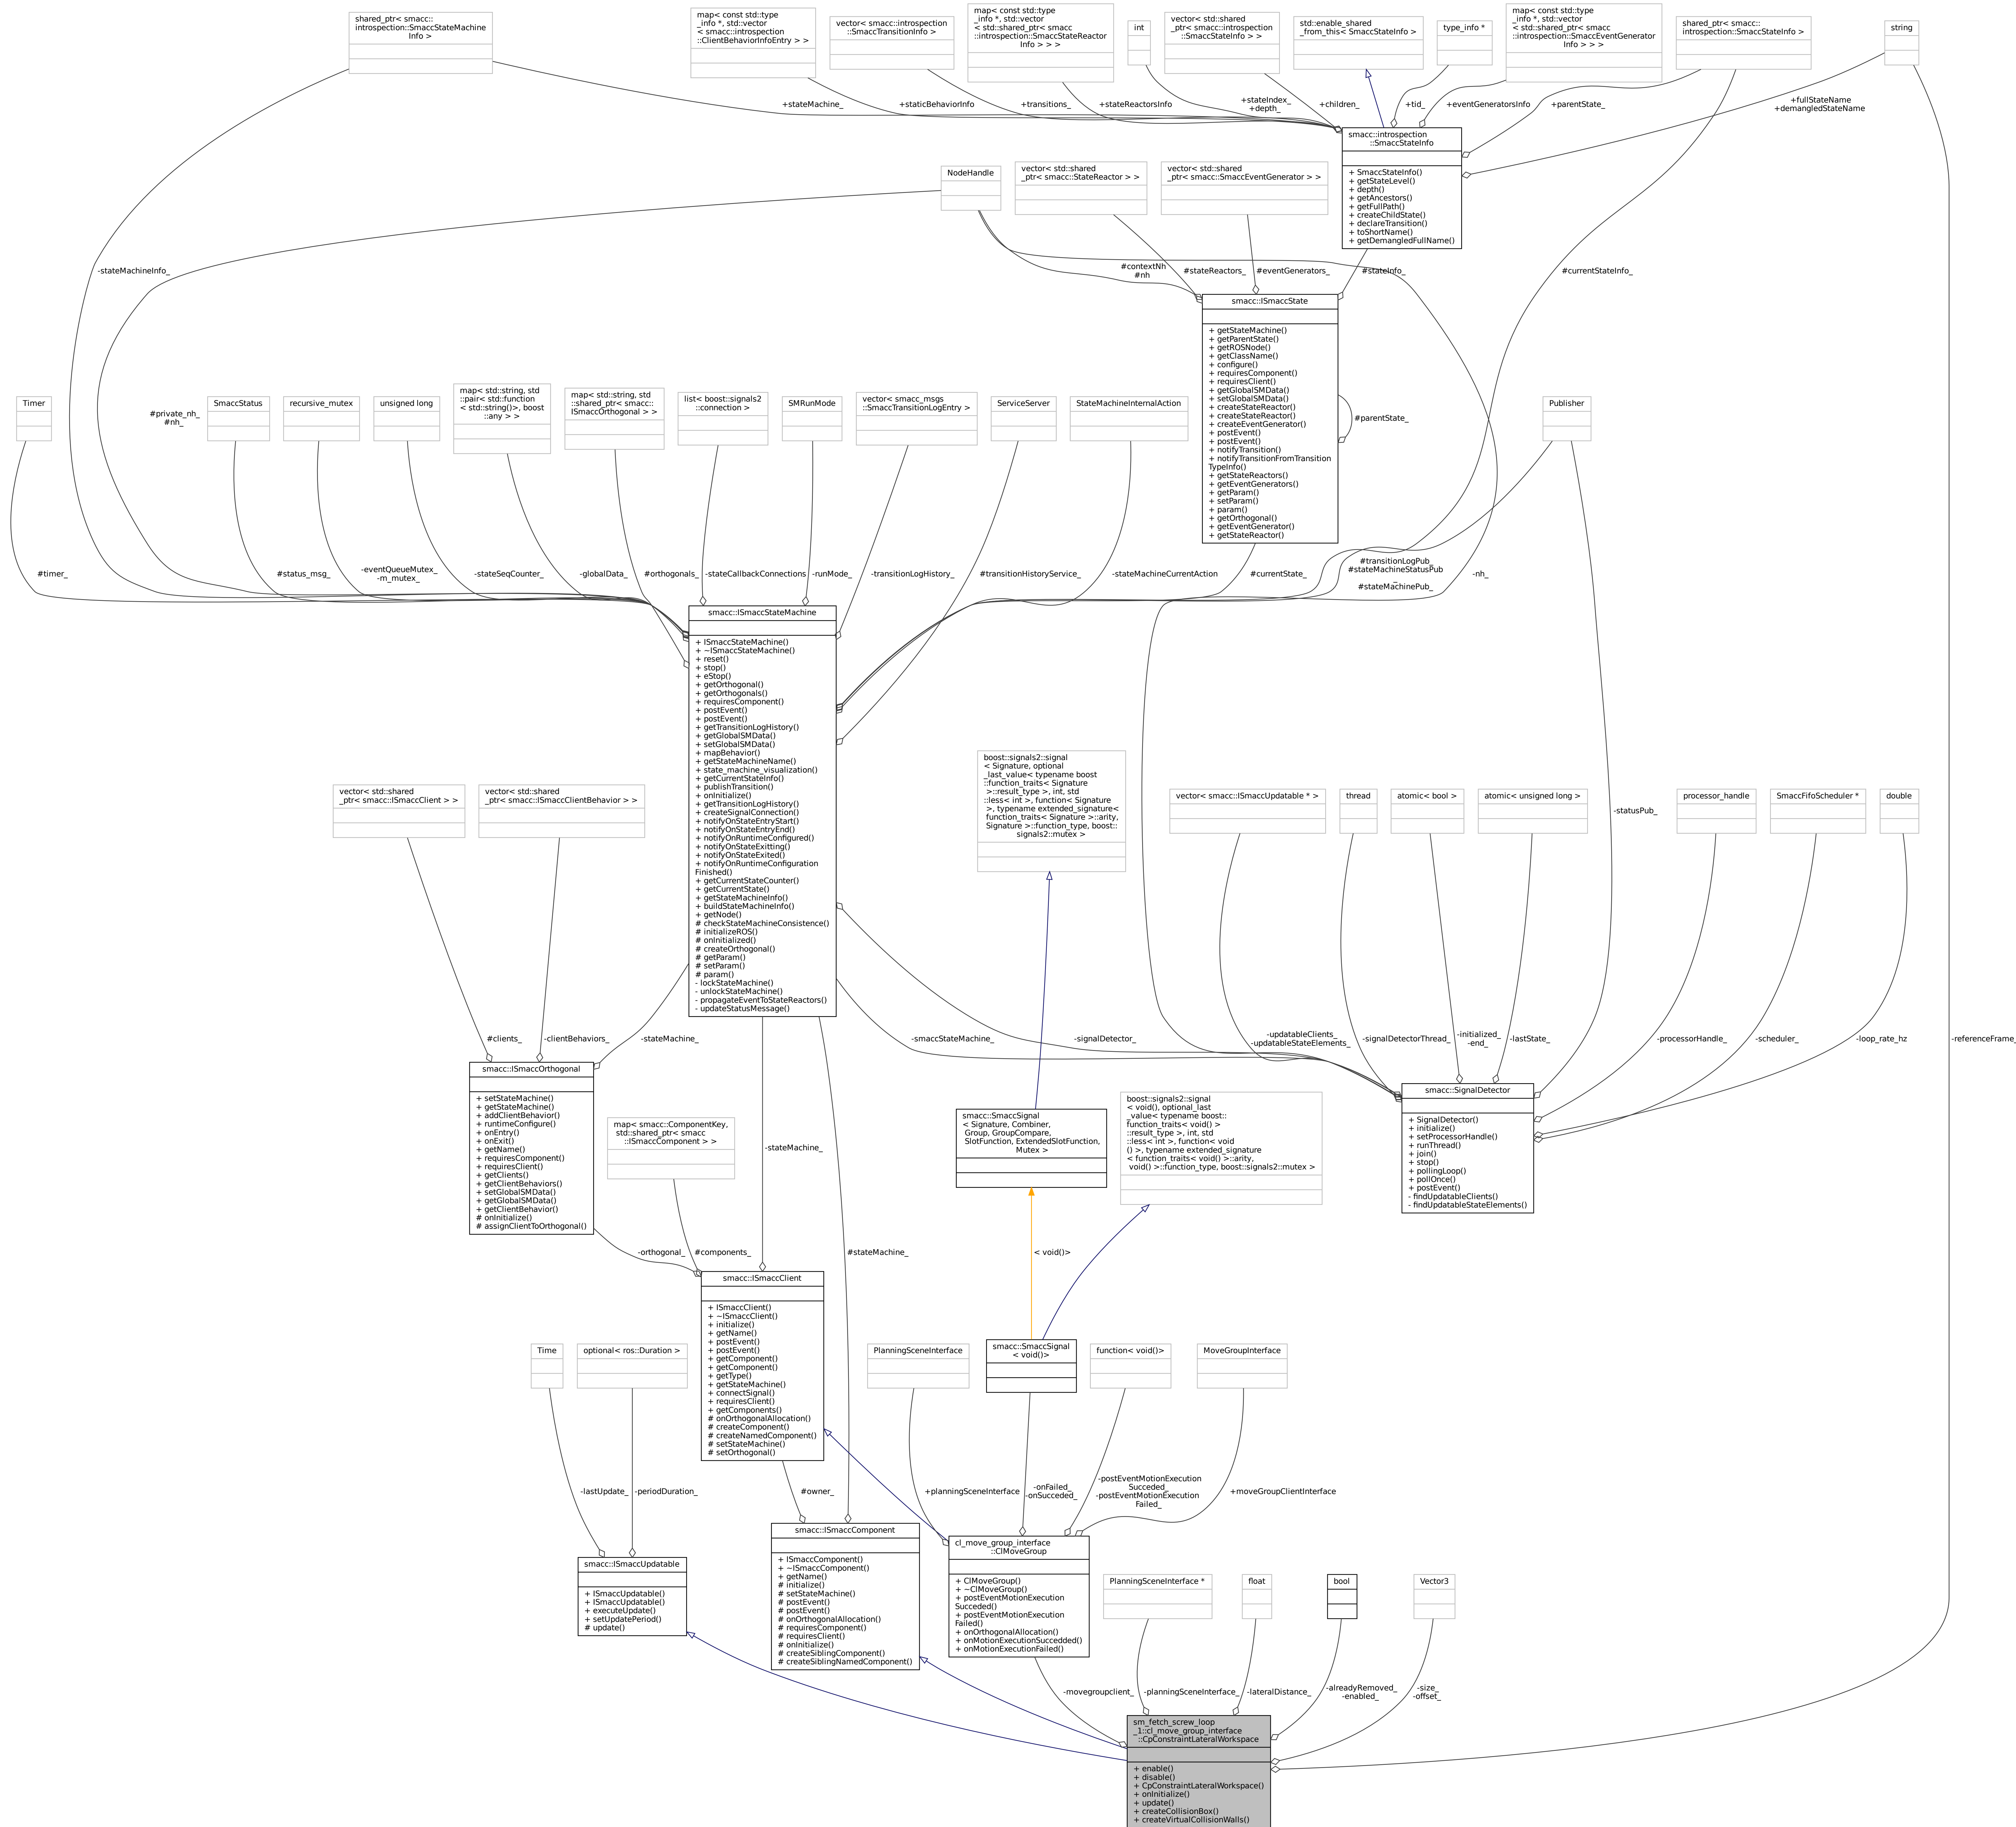 shared_ptr< smacc::
introspection::SmaccStateMachine
Info >
map< const std::type
_info *, std::vector
< smacc::introspection
::ClientBehaviorInfoEntry > >
vector< smacc::introspection
::SmaccTransitionInfo >
map< const std::type
_info *, std::vector
< std::shared_ptr< smacc
::introspection::SmaccStateReactor
Info > > >
int
vector< std::shared
_ptr< smacc::introspection
::SmaccStateInfo > >
std::enable_shared
_from_this< SmaccStateInfo >
type_info *
map< const std::type
_info *, std::vector
< std::shared_ptr< smacc
::introspection::SmaccEventGenerator
Info > > >
shared_ptr< smacc::
introspection::SmaccStateInfo >
string
+stateMachine_
+staticBehaviorInfo
+transitions_
+stateReactorsInfo
+stateIndex_
+depth_
+children_
+tid_
+eventGeneratorsInfo
+parentState_
+fullStateName
+demangledStateName
smacc::introspection
::SmaccStateInfo
+ SmaccStateInfo()
+ getStateLevel()
+ depth()
+ getAncestors()
+ getFullPath()
+ createChildState()
+ declareTransition()
+ toShortName()
+ getDemangledFullName()
NodeHandle
vector< std::shared
_ptr< smacc::StateReactor > >
vector< std::shared
_ptr< smacc::SmaccEventGenerator > >
-stateMachineInfo_
#contextNh
#nh
#stateReactors_
#eventGenerators_
#stateInfo_
#currentStateInfo_
smacc::ISmaccState
+ getStateMachine()
+ getParentState()
+ getROSNode()
+ getClassName()
+ configure()
+ requiresComponent()
+ requiresClient()
+ getGlobalSMData()
+ setGlobalSMData()
+ createStateReactor()
+ createStateReactor()
+ createEventGenerator()
+ postEvent()
+ postEvent()
+ notifyTransition()
+ notifyTransitionFromTransition
TypeInfo()
+ getStateReactors()
+ getEventGenerators()
+ getParam()
+ setParam()
+ param()
+ getOrthogonal()
+ getEventGenerator()
+ getStateReactor()
#parentState_
Timer
#private_nh_
#nh_
SmaccStatus
recursive_mutex
unsigned long
map< std::string, std
::pair< std::function
< std::string()>, boost
::any > >
map< std::string, std
::shared_ptr< smacc::
ISmaccOrthogonal > >
list< boost::signals2
::connection >
SMRunMode
vector< smacc_msgs
::SmaccTransitionLogEntry >
ServiceServer
StateMachineInternalAction
Publisher
#timer_
#status_msg_
-eventQueueMutex_
-m_mutex_
-stateSeqCounter_
-globalData_
#orthogonals_
-stateCallbackConnections
-runMode_
-transitionLogHistory_
#transitionHistoryService_
-stateMachineCurrentAction
#currentState_
#transitionLogPub_
#stateMachineStatusPub
_
#stateMachinePub_
-nh_
smacc::ISmaccStateMachine
+ ISmaccStateMachine()
+ ~ISmaccStateMachine()
+ reset()
+ stop()
+ eStop()
+ getOrthogonal()
+ getOrthogonals()
+ requiresComponent()
+ postEvent()
+ postEvent()
+ getTransitionLogHistory()
+ getGlobalSMData()
+ setGlobalSMData()
+ mapBehavior()
+ getStateMachineName()
+ state_machine_visualization()
+ getCurrentStateInfo()
+ publishTransition()
+ onInitialize()
+ getTransitionLogHistory()
+ createSignalConnection()
+ notifyOnStateEntryStart()
+ notifyOnStateEntryEnd()
+ notifyOnRuntimeConfigured()
+ notifyOnStateExitting()
+ notifyOnStateExited()
+ notifyOnRuntimeConfiguration
Finished()
+ getCurrentStateCounter()
+ getCurrentState()
+ getStateMachineInfo()
+ buildStateMachineInfo()
+ getNode()
# checkStateMachineConsistence()
# initializeROS()
# onInitialized()
# createOrthogonal()
# getParam()
# setParam()
# param()
- lockStateMachine()
- unlockStateMachine()
- propagateEventToStateReactors()
- updateStatusMessage()
vector< std::shared
_ptr< smacc::ISmaccClient > >
vector< std::shared
_ptr< smacc::ISmaccClientBehavior > >
boost::signals2::signal
< Signature, optional
_last_value< typename boost
::function_traits< Signature
>::result_type >, int, std
::less< int >, function< Signature
>, typename extended_signature<
function_traits< Signature >::arity,
Signature >::function_type, boost::
signals2::mutex >
vector< smacc::ISmaccUpdatable * >
thread
atomic< bool >
atomic< unsigned long >
-statusPub_
processor_handle
SmaccFifoScheduler *
double
#clients_
-clientBehaviors_
-stateMachine_
-smaccStateMachine_
-signalDetector_
-updatableClients_
-updatableStateElements_
-signalDetectorThread_
-initialized_
-end_
-lastState_
-processorHandle_
-scheduler_
-loop_rate_hz
-referenceFrame_
smacc::ISmaccOrthogonal
+ setStateMachine()
+ getStateMachine()
+ addClientBehavior()
+ runtimeConfigure()
+ onEntry()
+ onExit()
+ getName()
+ requiresComponent()
+ requiresClient()
+ getClients()
+ getClientBehaviors()
+ setGlobalSMData()
+ getGlobalSMData()
+ getClientBehavior()
# onInitialize()
# assignClientToOrthogonal()
map< smacc::ComponentKey,
std::shared_ptr< smacc
::ISmaccComponent > >
-stateMachine_
smacc::SmaccSignal
< Signature, Combiner,
Group, GroupCompare,
SlotFunction, ExtendedSlotFunction,
Mutex >
boost::signals2::signal
< void(), optional_last
_value< typename boost::
function_traits< void() >
::result_type >, int, std
::less< int >, function< void
() >, typename extended_signature
< function_traits< void() >::arity,
void() >::function_type, boost::signals2::mutex >
smacc::SignalDetector
+ SignalDetector()
+ initialize()
+ setProcessorHandle()
+ runThread()
+ join()
+ stop()
+ pollingLoop()
+ pollOnce()
+ postEvent()
- findUpdatableClients()
- findUpdatableStateElements()
-orthogonal_
#components_
#stateMachine_
< void()>
smacc::ISmaccClient
+ ISmaccClient()
+ ~ISmaccClient()
+ initialize()
+ getName()
+ postEvent()
+ postEvent()
+ getComponent()
+ getComponent()
+ getType()
+ getStateMachine()
+ connectSignal()
+ requiresClient()
+ getComponents()
# onOrthogonalAllocation()
# createComponent()
# createNamedComponent()
# setStateMachine()
# setOrthogonal()
Time
optional< ros::Duration >
PlanningSceneInterface
smacc::SmaccSignal
< void()>
function< void()>
MoveGroupInterface
-lastUpdate_
-periodDuration_
#owner_
+planningSceneInterface
-onFailed_
-onSucceded_
-postEventMotionExecution
Succeded_
-postEventMotionExecution
Failed_
+moveGroupClientInterface
smacc::ISmaccUpdatable
+ ISmaccUpdatable()
+ ISmaccUpdatable()
+ executeUpdate()
+ setUpdatePeriod()
# update()
smacc::ISmaccComponent
+ ISmaccComponent()
+ ~ISmaccComponent()
+ getName()
# initialize()
# setStateMachine()
# postEvent()
# postEvent()
# onOrthogonalAllocation()
# requiresComponent()
# requiresClient()
# onInitialize()
# createSiblingComponent()
# createSiblingNamedComponent()
cl_move_group_interface
::ClMoveGroup
+ ClMoveGroup()
+ ~ClMoveGroup()
+ postEventMotionExecution
Succeded()
+ postEventMotionExecution
Failed()
+ onOrthogonalAllocation()
+ onMotionExecutionSuccedded()
+ onMotionExecutionFailed()
PlanningSceneInterface *
float
bool
Vector3
-movegroupclient_
-planningSceneInterface_
-lateralDistance_
-alreadyRemoved_
-enabled_
-size_
-offset_
sm_fetch_screw_loop
_1::cl_move_group_interface
::CpConstraintLateralWorkspace
+ enable()
+ disable()
+ CpConstraintLateralWorkspace()
+ onInitialize()
+ update()
+ createCollisionBox()
+ createVirtualCollisionWalls()